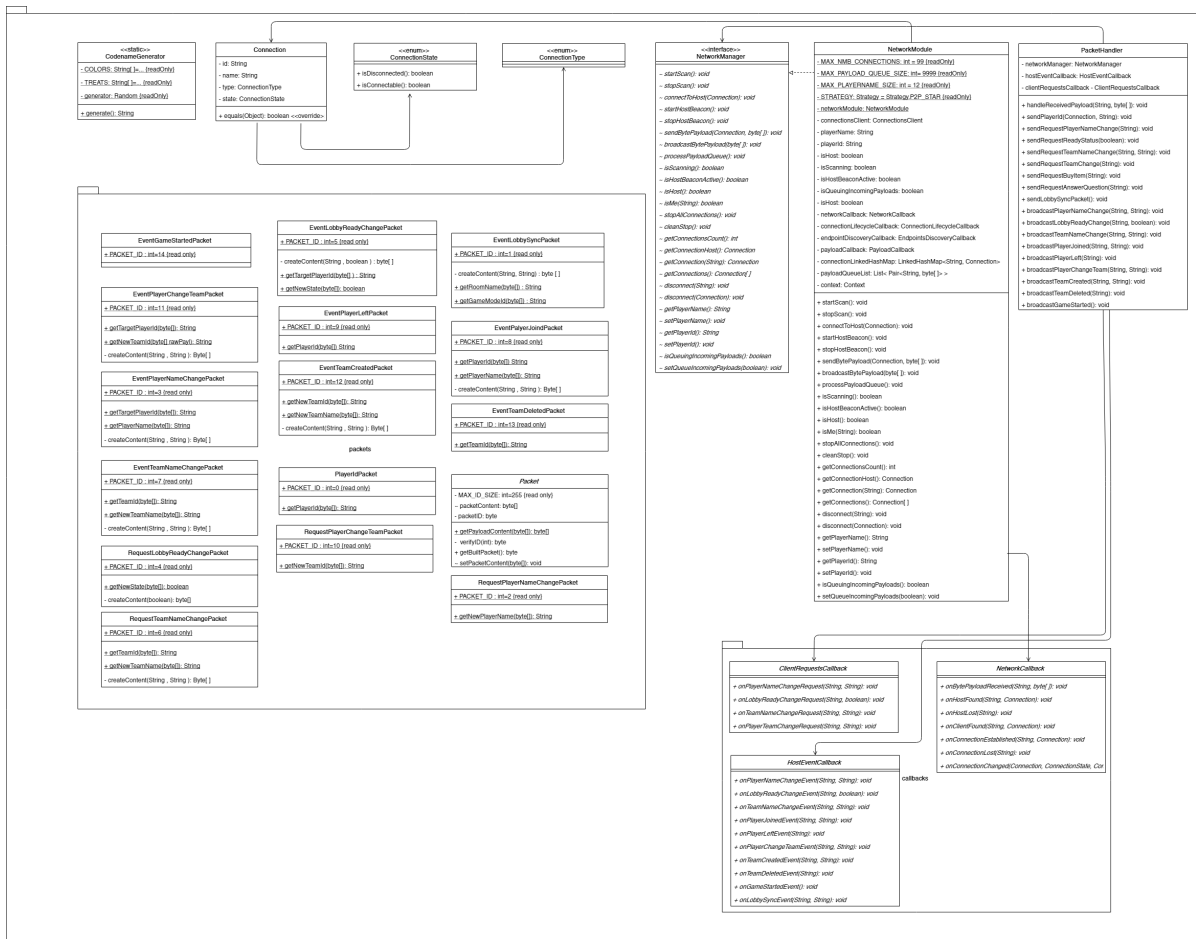 <<static>>
CodenameGenerator
- COLORS: String[ ]=... {readOnly}
- TREATS: String[ ]=... {readOnly}
- generator: Random {readOnly}
+ generate(): String
Connection
- id: String
- name: String
- type: ConnectionType
- state: ConnectionState
+ equals(Object): boolean <<override>>
<<enum>>
ConnectionState
+ isDisconnected(): boolean
+ isConnectable(): boolean
<<enum>>
ConnectionType
<<interface>>
NetworkManager
~ startScan(): void
~ stopScan(): void
~ connectToHost(Connection): void
~ startHostBeacon(): void
~ stopHostBeacon(): void
~ sendBytePayload(Connection, byte[ ]): void
~ broadcastBytePayload(byte[ ]): void
~ processPayloadQueue(): void
~ isScanning(): boolean
~ isHostBeaconActive(): boolean
~ isHost(): boolean
~ isMe(String): boolean
~ stopAllConnections(): void
~ cleanStop(): void
~ getConnectionsCount(): int
~ getConnectionHost(): Connection
~ getConnection(String): Connection
~ getConnections(): Connection[ ]
~ disconnect(String): void
~ disconnect(Connection): void
~ getPlayerName(): String
~ setPlayerName(): void
~ getPlayerId(): String
~ setPlayerId(): void
~ isQueuingIncomingPayloads(): boolean
~ setQueueIncomingPayloads(boolean): void
NetworkModule
- MAX_NMB_CONNECTIONS: int = 99 {readOnly}
- MAX_PAYLOAD_QUEUE_SIZE: int= 9999 {readOnly}
- MAX_PLAYERNAME_SIZE: int = 12 {readOnly}
- STRATEGY: Strategy = Strategy.P2P_STAR {readOnly}
- networkModule: NetworkModule
- connectionsClient: ConnectionsClient
- playerName: String
- playerId: String
- isHost: boolean
- isScanning: boolean
- isHostBeaconActive: boolean
- isQueuingIncomingPayloads: boolean
- isHost: boolean
- networkCallback: NetworkCallback
- connectionLifecycleCallback: ConnectionLifecycleCallback
- endpointDiscoveryCallback: EndpointsDiscoveryCallback
- payloadCallback: PayloadCallback
- connectionLinkedHashMap: LinkedHashMap<String, Connection>
- payloadQueueList: List< Pair<String, byte[ ]> >
- context: Context
+ startScan(): void
+ stopScan(): void
+ connectToHost(Connection): void
+ startHostBeacon(): void
+ stopHostBeacon(): void
+ sendBytePayload(Connection, byte[ ]): void
+ broadcastBytePayload(byte[ ]): void
+ processPayloadQueue(): void
+ isScanning(): boolean
+ isHostBeaconActive(): boolean
+ isHost(): boolean
+ isMe(String): boolean
+ stopAllConnections(): void
+ cleanStop(): void
+ getConnectionsCount(): int
+ getConnectionHost(): Connection
+ getConnection(String): Connection
+ getConnections(): Connection[ ]
+ disconnect(String): void
+ disconnect(Connection): void
+ getPlayerName(): String
+ setPlayerName(): void
+ getPlayerId(): String
+ setPlayerId(): void
+ isQueuingIncomingPayloads(): boolean
+ setQueueIncomingPayloads(boolean): void
PacketHandler
- networkManager: NetworkManager
- hostEventCallback: HostEventCallback
- clientRequestsCallback - ClientRequestsCallback
+ handleReceivedPayload(String, byte[ ]): void
+ sendPlayerId(Connection, String): void
+ sendRequestPlayerNameChange(String): void
+ sendRequestReadyStatus(boolean): void
+ sendRequestTeamNameChange(String, String): void
+ sendRequestTeamChange(String): void
+ sendRequestBuyItem(String): void
+ sendRequestAnswerQuestion(String): void
+ sendLobbySyncPacket(): void
+ broadcastPlayerNameChange(String, String): void
+ broadcastLobbyReadyChange(String, boolean): void
+ broadcastTeamNameChange(String, String): void
+ broadcastPlayerJoined(String, String): void
+ broadcastPlayerLeft(String): void
+ broadcastPlayerChangeTeam(String, String): void
+ broadcastTeamCreated(String, String): void
+ broadcastTeamDeleted(String): void
+ broadcastGameStarted(): void
EventGameStartedPacket
+ PACKET_ID : int=14 {read only}
EventPlayerChangeTeamPacket
+ PACKET_ID : int=11 {read only}
+ getTargetPlayerId(byte[]): String
+ getNewTeamId(byte[] rawPayl): String
- createContent(String , String ): Byte[ ]
EventPlayerNameChangePacket
+ PACKET_ID : int=3 {read only}
+ getTargetPlayerId(byte[]): String
+ getPlayerName(byte[]): String
- createContent(String , String ): Byte[ ]
EventTeamNameChangePacket
+ PACKET_ID : int=7 {read only}
+ getTeamId(byte[]): String
+ getNewTeamName(byte[]): String
- createContent(String , String ): Byte[ ]
RequestLobbyReadyChangePacket
+ PACKET_ID : int=4 {read only}
+ getNewState(byte[]): boolean
- createContent(boolean): byte[]
RequestTeamNameChangePacket
+ PACKET_ID : int=6 {read only}
+ getTeamId(byte[]): String
+ getNewTeamName(byte[]): String
- createContent(String , String ): Byte[ ]
EventLobbyReadyChangePacket
+ PACKET_ID : int=5 {read only}
- createContent(String , boolean ): byte[ ]
+ getTargetPlayerId(byte[] ): String
+ getNewState(byte[]): boolean
EventPlayerLeftPacket
+ PACKET_ID : int=9 {read only}
+ getPlayerId(byte[]): String
EventTeamCreatedPacket
+ PACKET_ID : int=12 {read only}
+ getNewTeamId(byte[]): String
+ getNewTeamName(byte[]): String
- createContent(String , String ): Byte[ ]
packets
PlayerIdPacket
+ PACKET_ID : int=0 {read only}
+ getPlayerId(byte[]): String
RequestPlayerChangeTeamPacket
+ PACKET_ID : int=10 {read only}
+ getNewTeamId(byte[]): String
EventLobbySyncPacket
+ PACKET_ID : int=1 {read only}
- createContent(String, String) : byte [ ]
+ getRoomName(byte[]) : String
+ getGameModeId(byte[]) : String
EventPalyerJoindPacket
+ PACKET_ID : int=8 {read only}
+ getPlayerId(byte[]): String
+ getPlayerName(byte[]): String
- createContent(String , String ): Byte[ ]
EventTeamDeletedPacket
+ PACKET_ID : int=13 {read only}
+ getTeamId(byte[]): String
Packet
- MAX_ID_SIZE: int=255 {read only}
~ packetContent: byte[]
- packetID: byte
+ getPayloadContent(byte[]): byte[]
- verifyID(int): byte
+ getBuiltPacket(): byte
~ setPacketContent(byte[]): void
RequestPlayerNameChangePacket
+ PACKET_ID : int=2 {read only}
+ getNewPlayerName(byte[]): String
ClientRequestsCallback
+ onPlayerNameChangeRequest(String, String): void
+ onLobbyReadyChangeRequest(String, boolean): void
+ onTeamNameChangeRequest(String, String): void
+ onPlayerTeamChangeRequest(String, String): void
NetworkCallback
+ onBytePayloadReceived(String, byte[ ]): void
+ onHostFound(String, Connection): void
+ onHostLost(String): void
+ onClientFound(String, Connection): void
+ onConnectionEstablished(String, Connection): void
+ onConnectionLost(String): void
+ onConnectionChanged(Connection, ConnectionState, Cor
HostEventCallback
+ onPlayerNameChangeEvent(String, String): void
+ onLobbyReadyChangeEvent(String, boolean): void
+ onTeamNameChangeEvent(String, String): void
+ onPlayerJoinedEvent(String, String): void
+ onPlayerLeftEvent(String): void
+ onPlayerChangeTeamEvent(String, String): void
+ onTeamCreatedEvent(String, String): void
+ onTeamDeletedEvent(String): void
+ onGameStartedEvent(): void
+ onLobbySyncEvent(String, String): void
callbacks